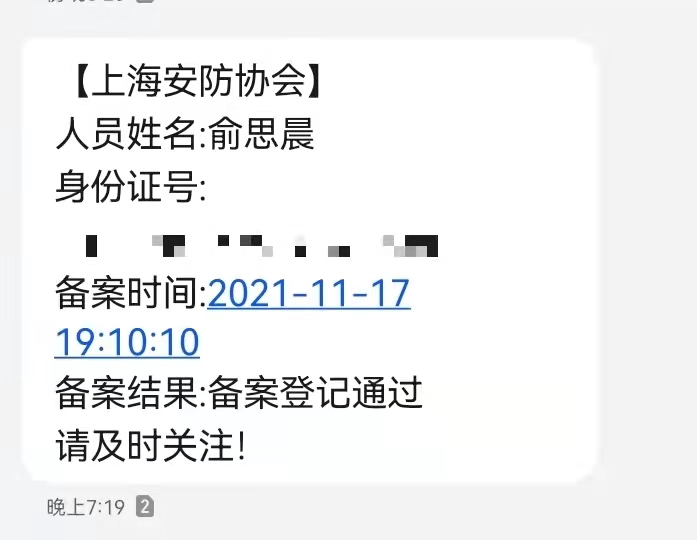 【上海安防协会】
人员姓名:俞思晨
身份证号:
备案时间:2021-11-17
19:10:10
备案结果:备案登记通过
请及时关注!
晚上7:19 2